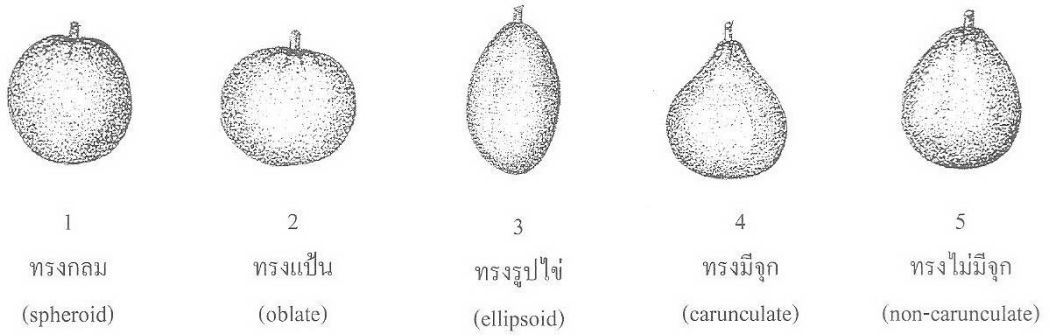 1 2 3 4 5
ทรงกลม ทรงแป้น ทรงรูปไข่ ทรงมีจุก ทรงไม่มีจุก
(spheroid) (oblate) (ellipsoid) (carunculate) (non-carunculate)